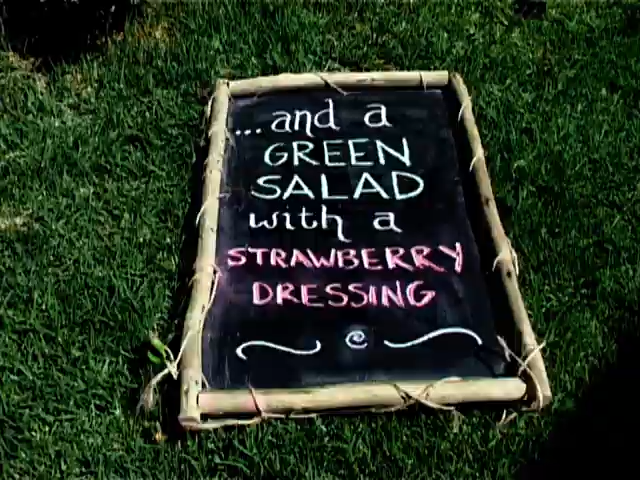 ...and a
GREEN
SALAD
with a
STRAWBERRY
DRESSING